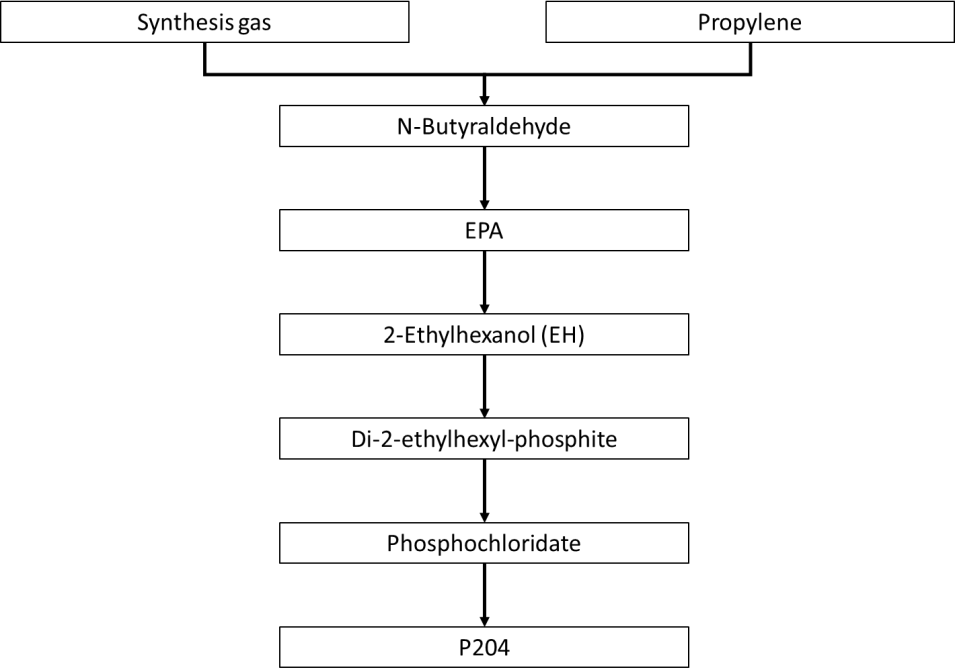 Synthesis gas
Propylene
N-Butyraldehyde
EPA
2-Ethylhexanol (EH)
Di-2-ethylhexyl-phosphite
Phosphochloridate
P204